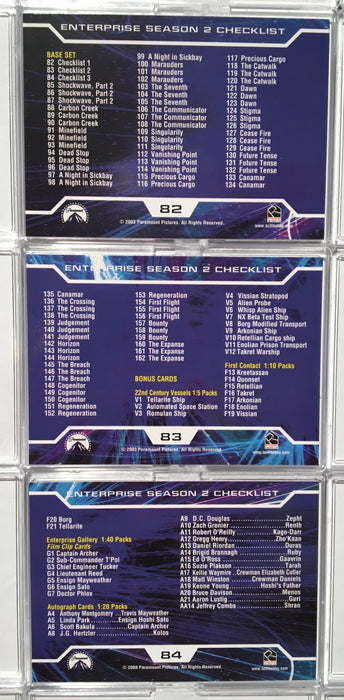 ENTERPRISE SEASON 2 CHECKLIST
BASE SET
82 Checklist 1
83 Checklist 2
84 Checklist 3
85 Shockwave, Part 2
86 Shockwave, Part 2
87 Shockwave, Part 2
88 Carbon Creek
89 Carbon Creek
90 Carbon Creek
91 Minefield
92 Minefield
93 Minefield
94 Dead Stop
95 Dead Stop
96 Dead Stop
97 A Night in Sickbay
98 A Night in Sickbay
99 A Night in Sickbay
100 Marauders
101 Marauders
102 Marauders
103 The Seventh
104 The Seventh
105 The Seventh
106 The Communicator
107 The Communicator
108 The Communicator
109 Singularity
110 Singularity
111 Singularity
112 Vanishing Point
113 Vanishing Point
114 Vanishing Point
115 Precious Cargo
116 Precious Cargo
117 Precious Cargo
118 The Catwalk
119 The Catwalk
120 The Catwalk
121 Dawn
122 Dawn
123 Dawn
124 Stigma
125 Stigma
126 Stigma
127 Cease Fire
128 Cease Fire
129 Cease Fire
130 Future Tense
131 Future Tense
132 Future Tense
133 Canamar
134 Canamar
82
© 2003 Paramount Pictures. All Rights Reserved.
www.scifihobby.com
ENTERPRISE SEASON 2 CHECKLIST
135 Canamar
136 The Crossing
137 The Crossing
138 The Crossing
139 Judgement
140 Judgement
141 Judgement
142 Horizon
143 Horizon
144 Horizon
145 The Breach
146 The Breach
147 The Breach
148 Cogenitor
149 Cogenitor
150 Cogenitor
151 Regeneration
152 Regeneration
153 Regeneration
154 First Flight
155 First Flight
156 First Flight
157 Bounty
158 Bounty
159 Bounty
160 The Expanse
161 The Expanse
162 The Expanse
BONUS CARDS
22nd Century Vessels 1:5 Packs
V1 Tellarite Ship
V2 Automated Space Station
V3 Romulan Ship
V4 Vissian Stratopod
V5 Alien Probe
V6 Whisp Alien Ship
V7 NX Beta Test Ship
V8 Borg Modified Transport
V9 Arkonian Ship
V10 Retellian Cargo ship
V11 Enolian Prison Transport
V12 Takret Warship
First Contact 1:10 Packs
F13 Kreetassan
F14 Quonset
F15 Retellian
F16 Takret
F17 Arkonian
F18 Enolian
F19 Vissian
83
© 2003 Paramount Pictures. All Rights Reserved.
www.scifihobby.com
ENTERPRISE SEASON 2 CHECKLIST
F20 Borg
F21 Tellarite
Enterprise Gallery 1:40 Packs
Film Clip Cards
G1 Captain Archer
G2 Sub-Commander T'Pol
G3 Chief Engineer Tucker
G4 Lieutenant Reed
G5 Ensign Mayweather
G6 Ensign Sato
G7 Doctor Phlox
Autograph Cards 1:20 Packs
A4 Anthony Montgomery ..Travis Mayweather
A5 Linda Park ........ Ensign Hoshi Sato
A6 Scott Bakula ........ Captain Archer
A8 J.G. Hertzler ........ Kolos
A9 D.C. Douglas ........ Zepht
A10 Zach Grenier ........ Renth
A11 Robert O'Reilly ........ Kago-Darr
A12 Gregg Henry ........ Zho'Kaan
A13 Daniel Riordan ........ Duras
A14 Brigid Brannagh ........ Ruby
A15 Ed O'Ross ........ Gaavrin
A16 Suzie Plakson ........ Tarah
A17 Kellie Waymire .. Crewman Elizabeth Cutler
A18 Matt Winston ........ Crewman Daniels
A19 Keone Young ........ Hoshi's Father
A20 Bruce Davison ........ Menos
A21 Aaron Lustig ........ Guri
AA14 Jeffrey Combs ........ Shran
84
© 2003 Paramount Pictures. All Rights Reserved.
www.scifihobby.com